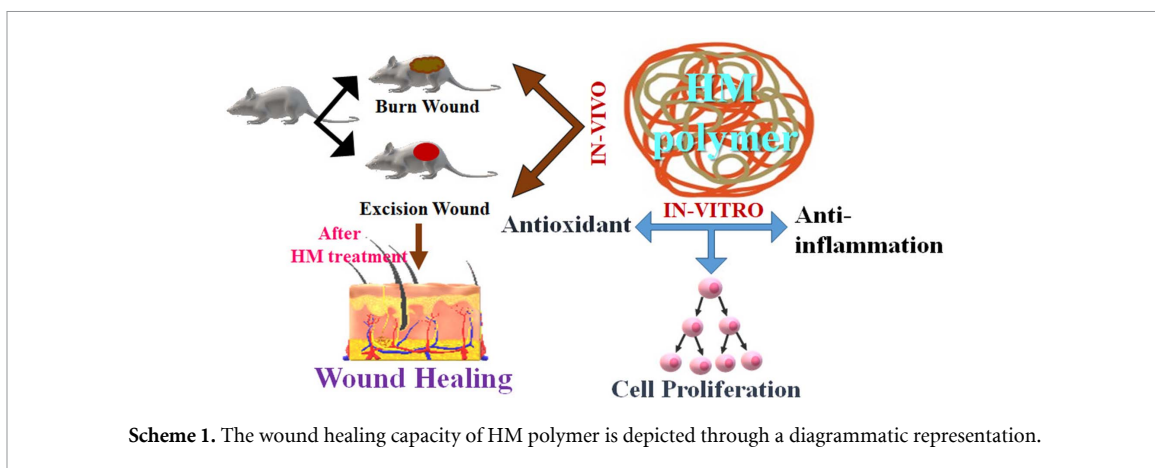 Burn Wound
Excision Wound
After
HM treatment
Wound Healing
IN-VIVO
HM
polymer
IN-VITRO
Antioxidant
Anti-
inflammation
Cell Proliferation
Scheme 1. The wound healing capacity of HM polymer is depicted through a diagrammatic representation.